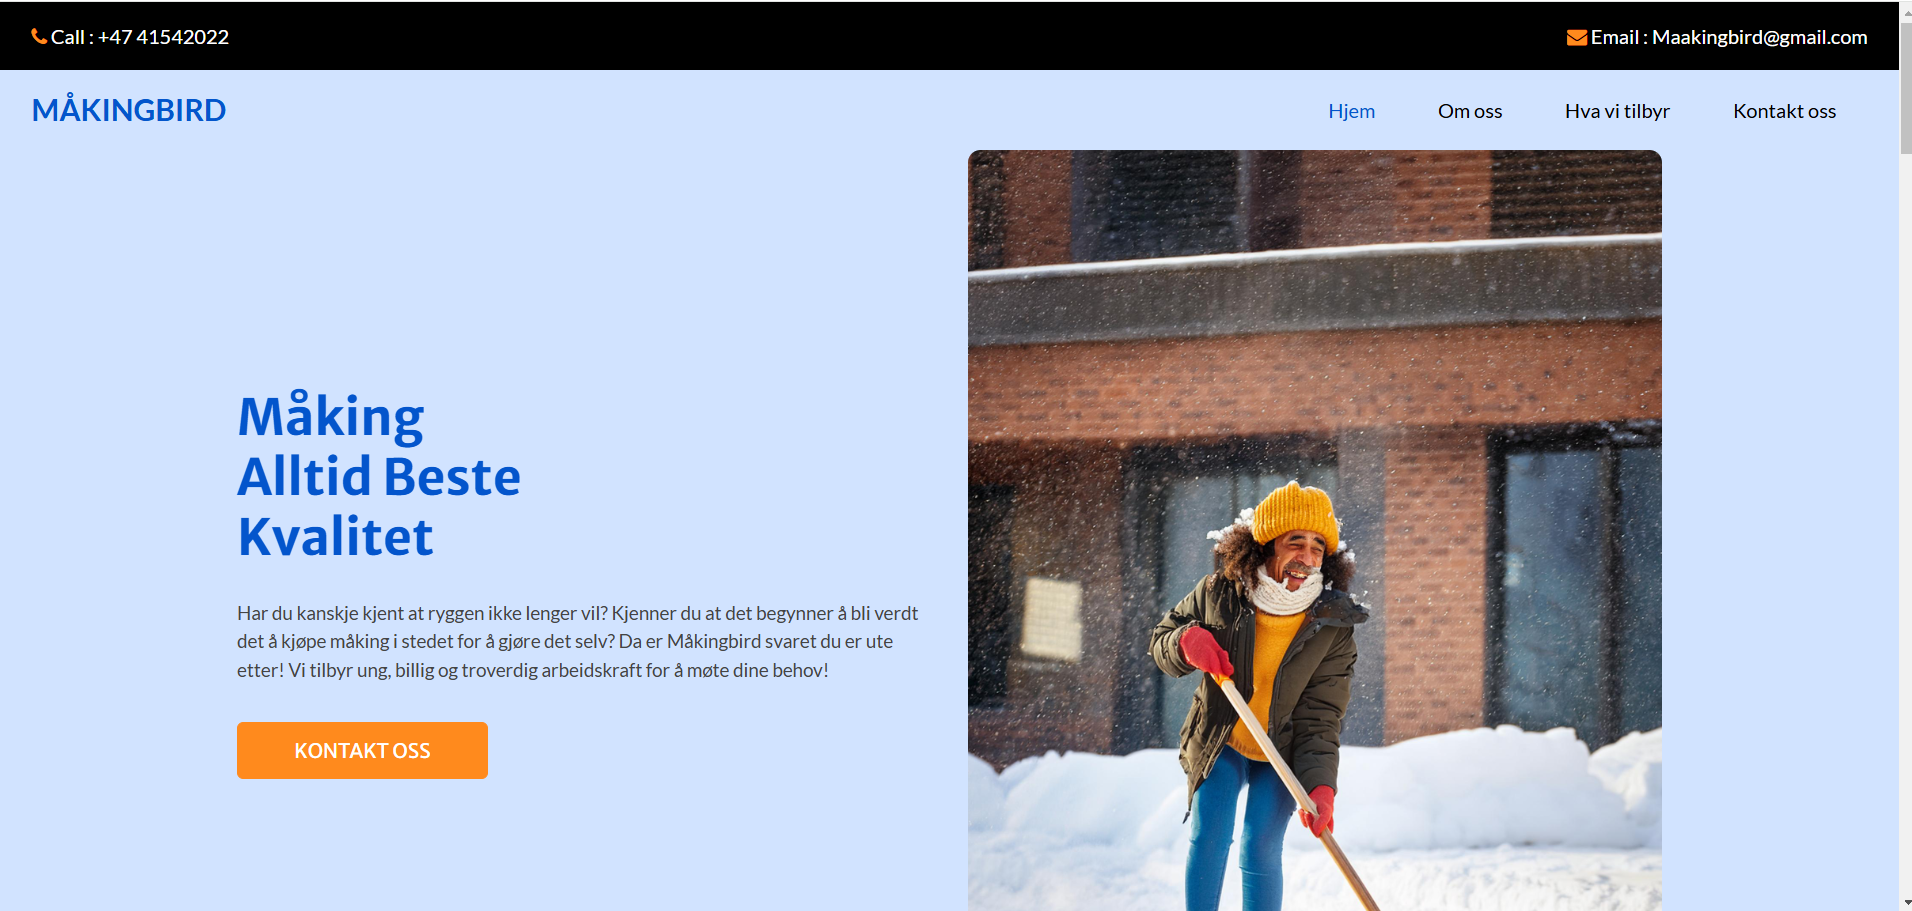 Call : +47 41542022
Email : Maakingbird@gmail.com
MÅKINGBIRD
Hjem
Om oss
Hva vi tilbyr
Kontakt oss
Måking
Alltid Beste
Kvalitet
Har du kanskje kjent at ryggen ikke lenger vil? Kjenner du at det begynner å bli verdt
det å kjøpe måking i stedet for å gjøre det selv? Da er Måkingbird svaret du er ute
etter! Vi tilbyr ung, billig og troverdig arbeidskraft for å møte dine behov!
KONTAKT OSS